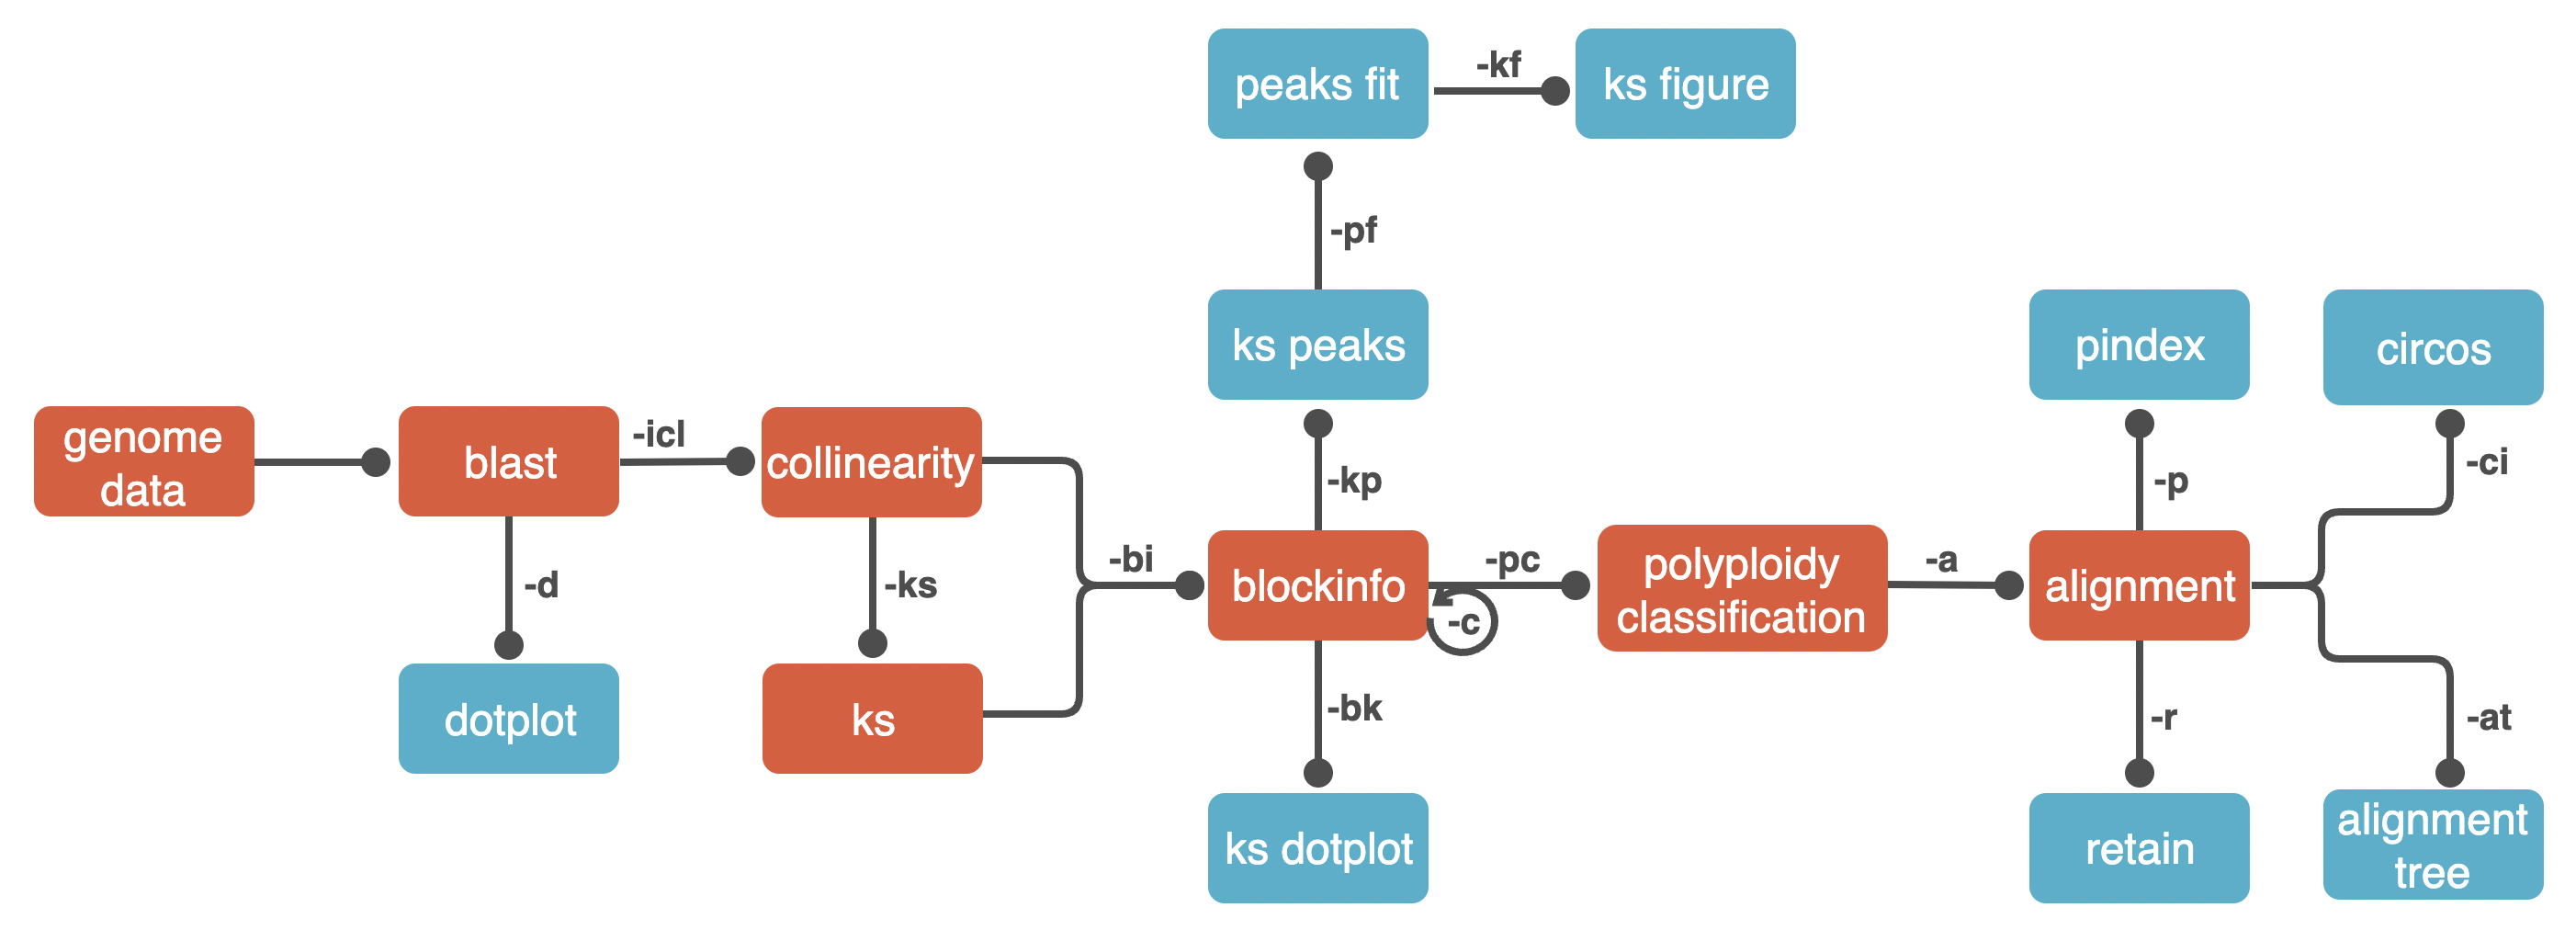 peaks fit
-kf
ks figure
-pf
ks peaks
pindex
circos
genome
data
blast
-icl
collinearity
-kp
-p
-ci
-d
-ks
-bi
blockinfo
-pc
-c
polyploidy
classification
-a
alignment
dotplot
ks
-bk
-r
-at
ks dotplot
retain
alignment
tree